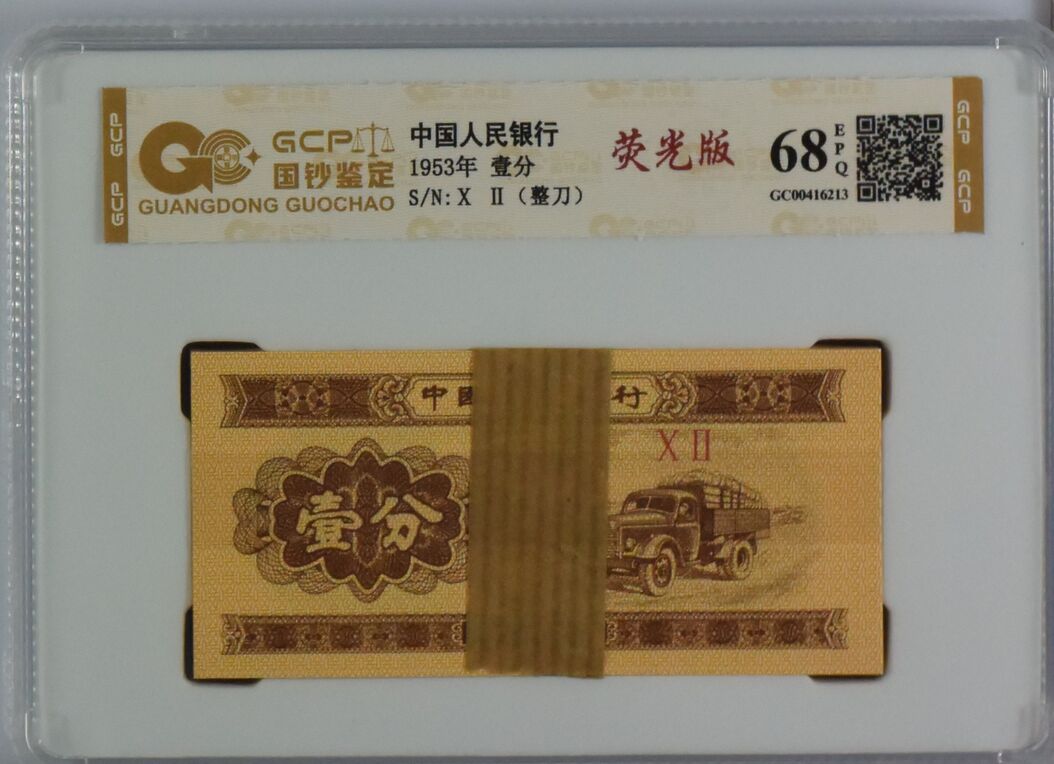 GCP
国钞鉴定
GUANGDONG GUOCHAO
中国人民银行
1953年 壹分
S/N: X Ⅱ（整刀）
荧光版
68
EPQ
GC00416213
GCP
GCP
GCP
GCP
中国
行
XⅡ
壹分